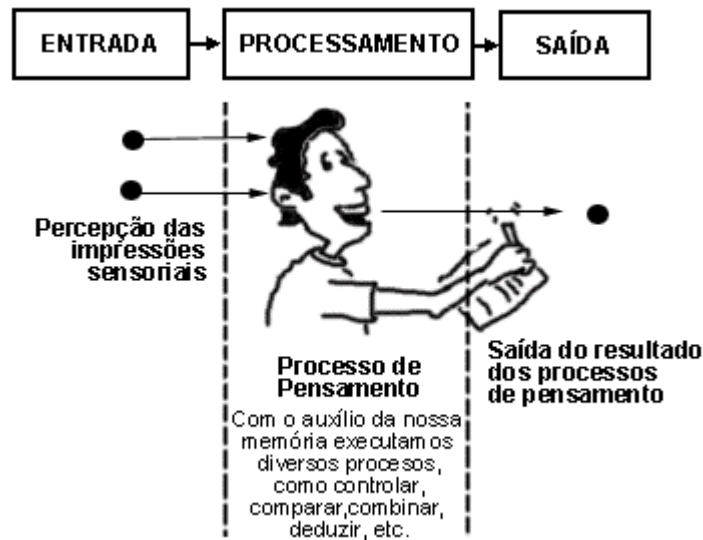 ENTRADA
PROCESSAMENTO
SAÍDA
Percepção das
impressões
sensoriais
Processo de
Pensamento
Com o auxílio da nossa
memória executamos
diversos procesos,
como controlar,
comparar,combinar,
deduzir, etc.
Saída do resultado
dos processos
de pensamento